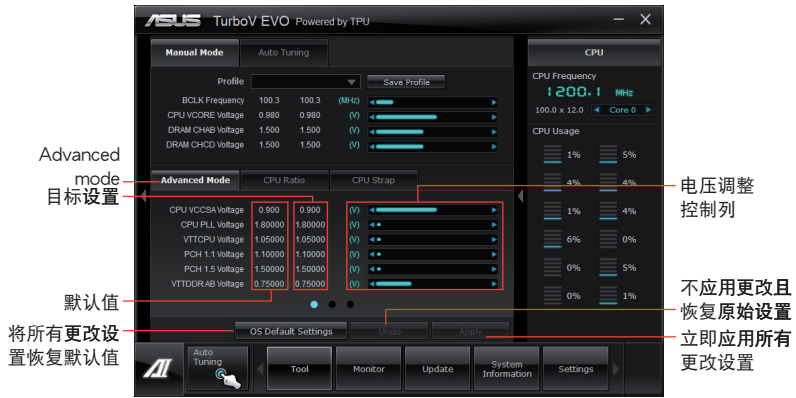 ASUS TurboV EVO Powered by TPU
Manual Mode Auto Tuning
Profile Save Profile
BCLK Frequency 100.3 100.3 (MHz)
CPU VCORE Voltage 0.980 0.980 (V)
DRAM CHAB Voltage 1.500 1.500 (V)
DRAM CHCD Voltage 1.500 1.500 (V)
Advanced Mode CPU Ratio CPU Strap
CPU VCCSA Voltage 0.900 0.900 (V)
CPU PLL Voltage 1.80000 1.80000 (V)
VTTCPU Voltage 1.05000 1.05000 (V)
PCH 1.1 Voltage 1.10000 1.10000 (V)
PCH 1.5 Voltage 1.50000 1.50000 (V)
VTTDDR AB Voltage 0.75000 0.75000 (V)
OS Default Settings Undo Apply
Auto
Tuning
Tool Monitor Update System
Information Settings
CPU
CPU Frequency
1200.1 MHz
100.0 x 12.0 Core 0
CPU Usage
1% 5%
4% 4%
1% 4%
6% 0%
0% 5%
0% 1%
Advanced
mode
目标设置
默认值
将所有更改设
置恢复默认值
电压调整
控制列
不应用更改且
恢复原始设置
立即应用所有
更改设置